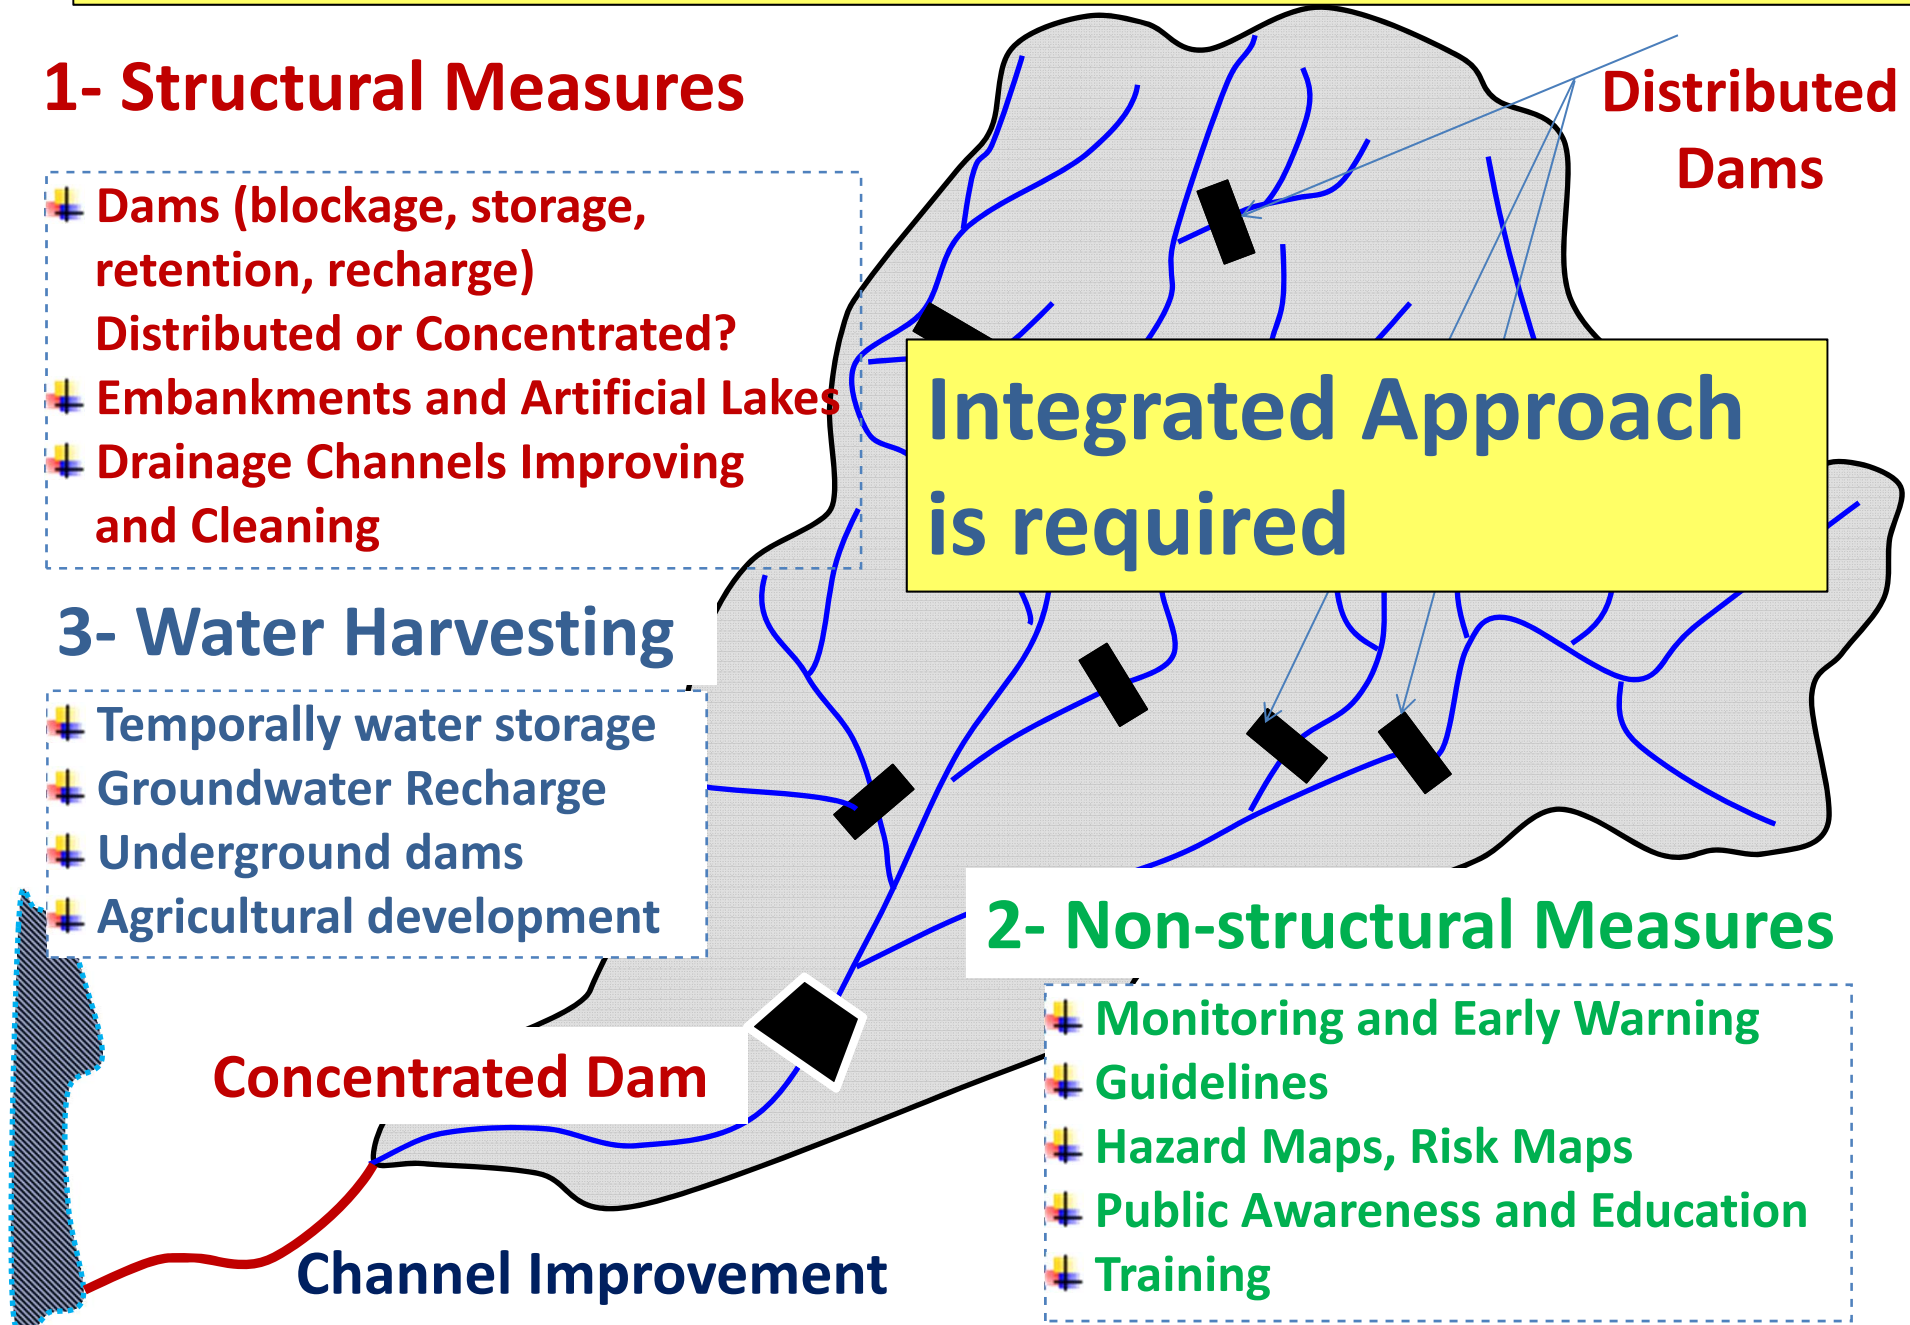 1- Structural Measures
Dams (blockage, storage,
retention, recharge)
Distributed or Concentrated?
Embankments and Artificial Lakes
Drainage Channels Improving
and Cleaning
Distributed
Dams
Integrated Approach
is required
3- Water Harvesting
Temporally water storage
Groundwater Recharge
Underground dams
Agricultural development
2- Non-structural Measures
Monitoring and Early Warning
Guidelines
Hazard Maps, Risk Maps
Public Awareness and Education
Training
Concentrated Dam
Channel Improvement